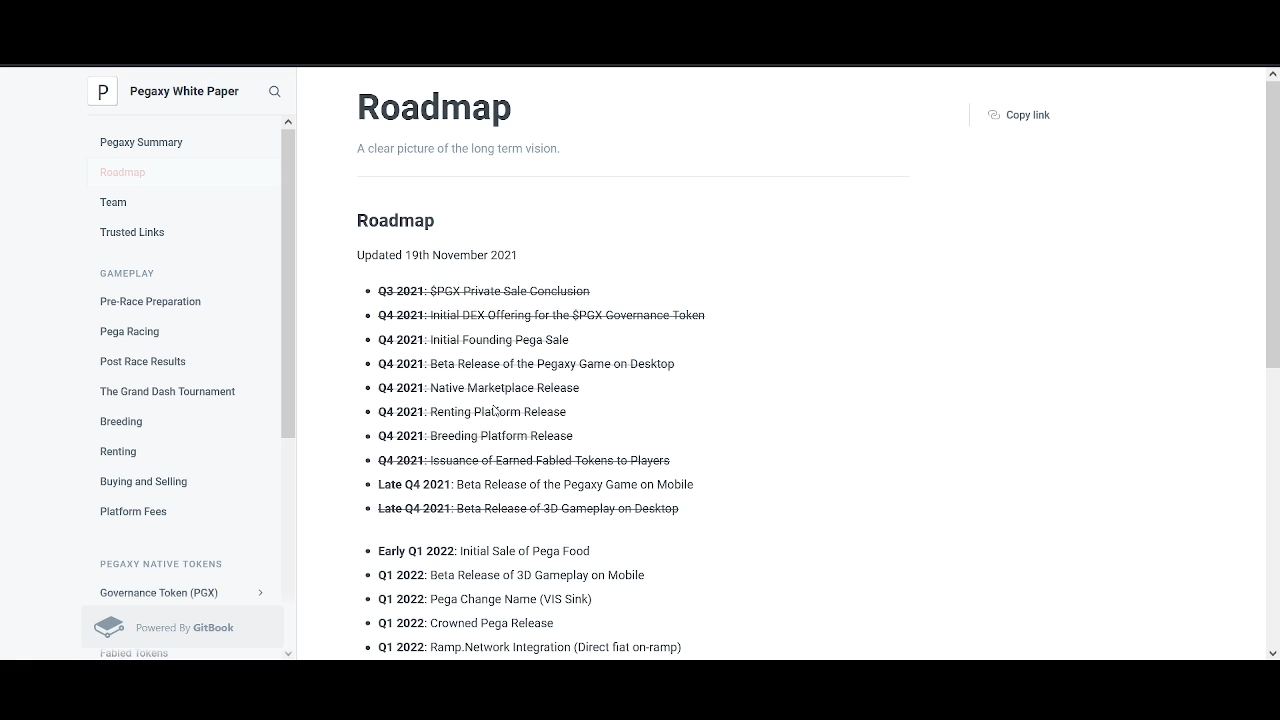 P
Pegaxy White Paper
Pegaxy Summary
Roadmap
Team
Trusted Links
GAMEPLAY
Pre-Race Preparation
Pega Racing
Post Race Results
The Grand Dash Tournament
Breeding
Renting
Buying and Selling
Platform Fees
PEGAXY NATIVE TOKENS
Governance Token (PGX)
Powered By GitBook
Fabled Tokens
Roadmap
Copy link
A clear picture of the long term vision.
Roadmap
Updated 19th November 2021
Q3 2021: $PGX Private Sale Conclusion
Q4 2021: Initial DEX Offering for the $PGX Governance Token
Q4 2021: Initial Founding Pega Sale
Q4 2021: Beta Release of the Pegaxy Game on Desktop
Q4 2021: Native Marketplace Release
Q4 2021: Renting Platform Release
Q4 2021: Breeding Platform Release
Q4 2021: Issuance of Earned Fabled Tokens to Players
Late Q4 2021: Beta Release of the Pegaxy Game on Mobile
Late Q4 2021: Beta Release of 3D Gameplay on Desktop
Early Q1 2022: Initial Sale of Pega Food
Q1 2022: Beta Release of 3D Gameplay on Mobile
Q1 2022: Pega Change Name (VIS Sink)
Q1 2022: Crowned Pega Release
Q1 2022: Ramp.Network Integration (Direct fiat on-ramp)